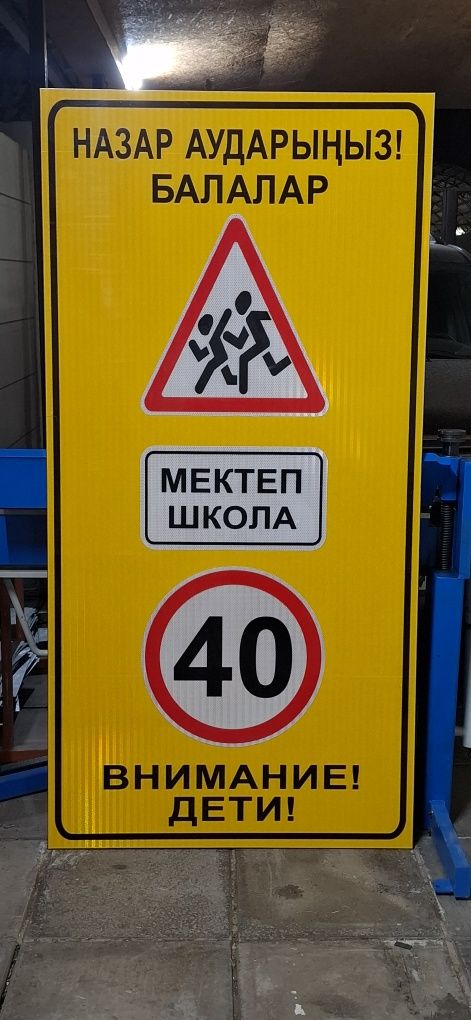 НАЗАР АУДАРЫҢЫЗ!
БАЛАЛАР
МЕКТЕП
ШКОЛА
40
ВНИМАНИЕ!
ДЕТИ!